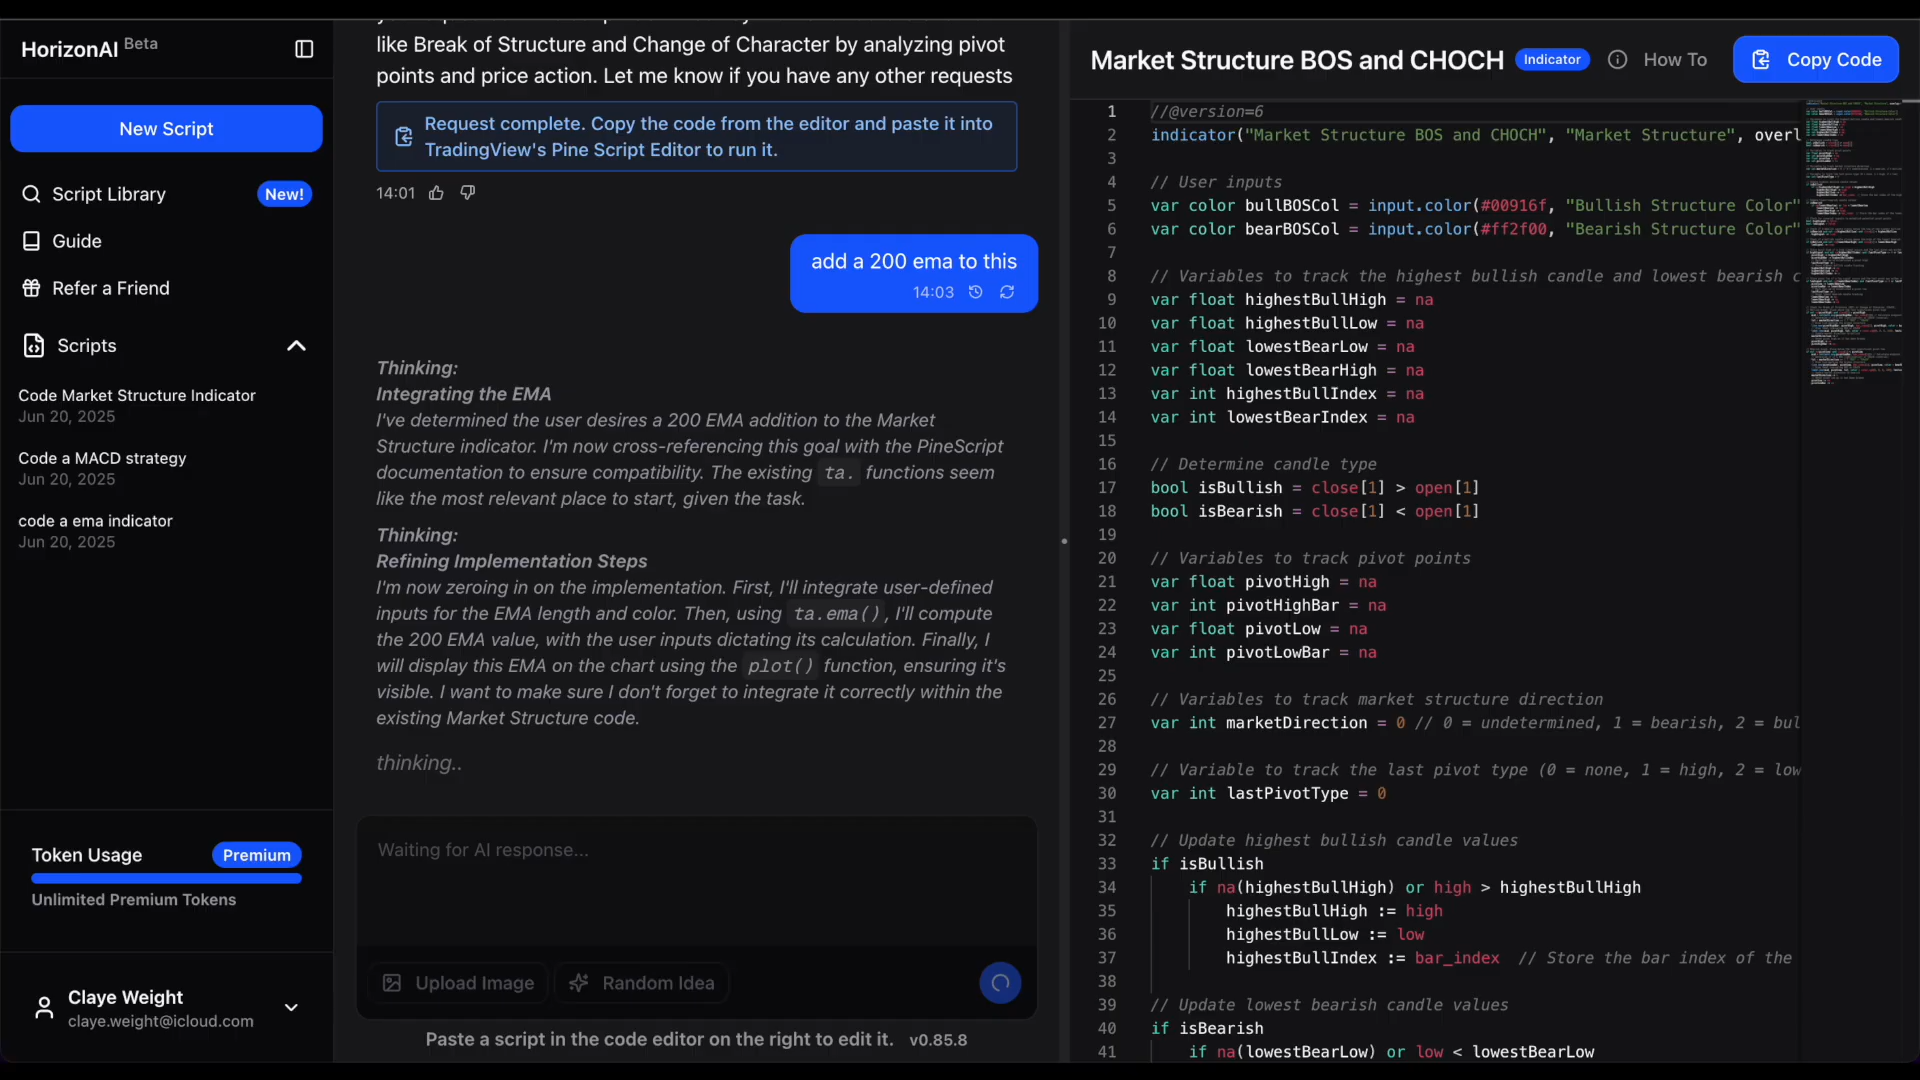 HorizonAI Beta
New Script
Script Library New!
Guide
Refer a Friend
Scripts
Code Market Structure Indicator
Jun 20, 2025
Code a MACD strategy
Jun 20, 2025
code a ema indicator
Jun 20, 2025
Token Usage Premium
Unlimited Premium Tokens
Claye Weight
claye.weight@icloud.com
like Break of Structure and Change of Character by analyzing pivot
points and price action. Let me know if you have any other requests
Request complete. Copy the code from the editor and paste it into
TradingView's Pine Script Editor to run it.
14:01
add a 200 ema to this
14:03
Thinking:
Integrating the EMA
I've determined the user desires a 200 EMA addition to the Market
Structure indicator. I'm now cross-referencing this goal with the PineScript
documentation to ensure compatibility. The existing ta. functions seem
like the most relevant place to start, given the task.
Thinking:
Refining Implementation Steps
I'm now zeroing in on the implementation. First, I'll integrate user-defined
inputs for the EMA length and color. Then, using ta.ema(), I'll compute
the 200 EMA value, with the user inputs dictating its calculation. Finally, I
will display this EMA on the chart using the plot() function, ensuring it's
visible. I want to make sure I don't forget to integrate it correctly within the
existing Market Structure code.
thinking..
Waiting for AI response...
Upload Image Random Idea
Paste a script in the code editor on the right to edit it. v0.85.8
Market Structure BOS and CHOCH Indicator How To Copy Code
1 //@version=6
2 indicator("Market Structure BOS and CHOCH", "Market Structure", overl
3
4 // User inputs
5 var color bullBOSCol = input.color(#00916f, "Bullish Structure Color"
6 var color bearBOSCol = input.color(#ff2f00, "Bearish Structure Color"
7
8 // Variables to track the highest bullish candle and lowest bearish c
9 var float highestBullHigh = na
10 var float highestBullLow = na
11 var float lowestBearLow = na
12 var float lowestBearHigh = na
13 var int highestBullIndex = na
14 var int lowestBearIndex = na
15
16 // Determine candle type
17 bool isBullish = close[1] > open[1]
18 bool isBearish = close[1] < open[1]
19
20 // Variables to track pivot points
21 var float pivotHigh = na
22 var int pivotHighBar = na
23 var float pivotLow = na
24 var int pivotLowBar = na
25
26 // Variables to track market structure direction
27 var int marketDirection = 0 // 0 = undetermined, 1 = bearish, 2 = bul
28
29 // Variable to track the last pivot type (0 = none, 1 = high, 2 = low
30 var int lastPivotType = 0
31
32 // Update highest bullish candle values
33 if isBullish
34 if na(highestBullHigh) or high > highestBullHigh
35 highestBullHigh := high
36 highestBullLow := low
37 highestBullIndex := bar_index // Store the bar index of the
38
39 // Update lowest bearish candle values
40 if isBearish
41 if na(lowestBearLow) or low < lowestBearLow